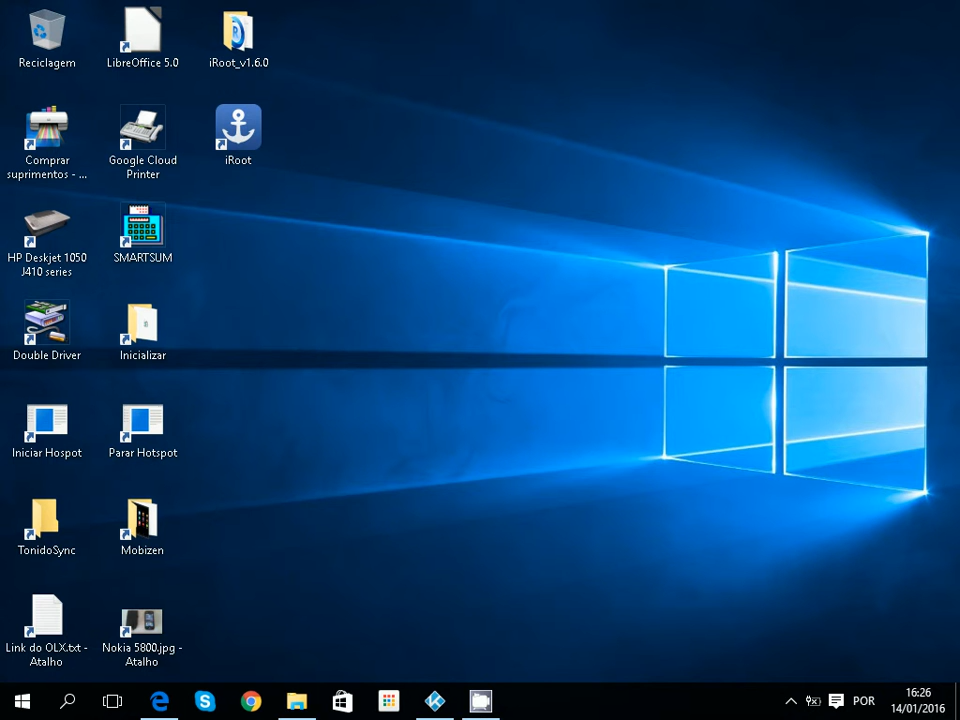 Reciclagem
LibreOffice 5.0
iRoot_v1.6.0
Comprar
suprimentos - ...
Google Cloud
Printer
iRoot
HP Deskjet 1050
J410 series
SMARTSUM
Double Driver
Inicializar
Iniciar Hospot
Parar Hotspot
TonidoSync
Mobizen
Link do OLX.txt -
Atalho
Nokia 5800.jpg -
Atalho
POR
16:26
14/01/2016